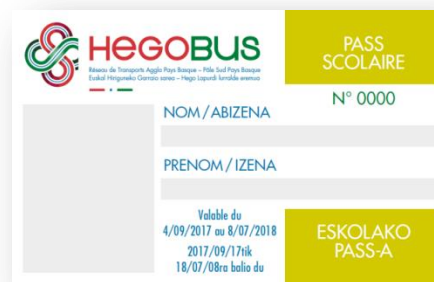 HEGOBUS
Réseau de Transports Agglo Pays Basque – Pôle Sud Pays Basque
Euskal Hiriguneko Garraio sarea – Hego Lapurdi lurralde eremua
PASS
SCOLAIRE
N° 0000
NOM / ABIZENA
PRENOM / IZENA
Valable du
4/09/2017 au 8/07/2018
2017/09/17tik
18/07/08ra balio du
ESKOLAKO
PASS-A